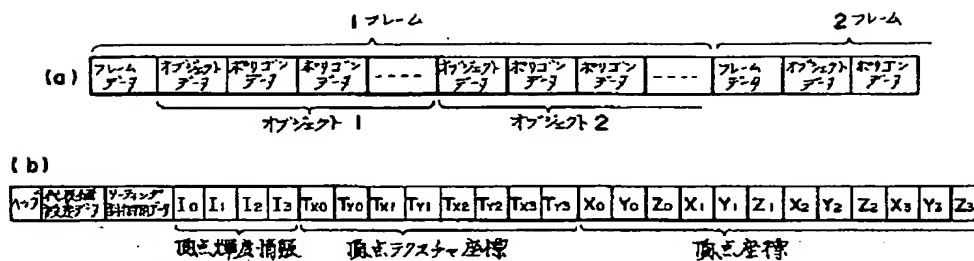 1 フレーム 2 フレーム
(a) フレームデータ オブジェクトデータ ポリゴンデータ ポリゴンデータ ---- オブジェクトデータ ポリゴンデータ ポリゴンデータ ---- フレームデータ オブジェクトデータ ポリゴンデータ
オブジェクト 1 オブジェクト 2
(b)
ヘッダ I0 I1 I2 I3 TX0 TY0 TX1 TY1 TX2 TY2 TX3 TY3 X0 Y0 Z0 X1 Y1 Z1 X2 Y2 Z2 X3 Y3 Z3
頂点輝度情報 頂点テクスチャ座標 頂点座標